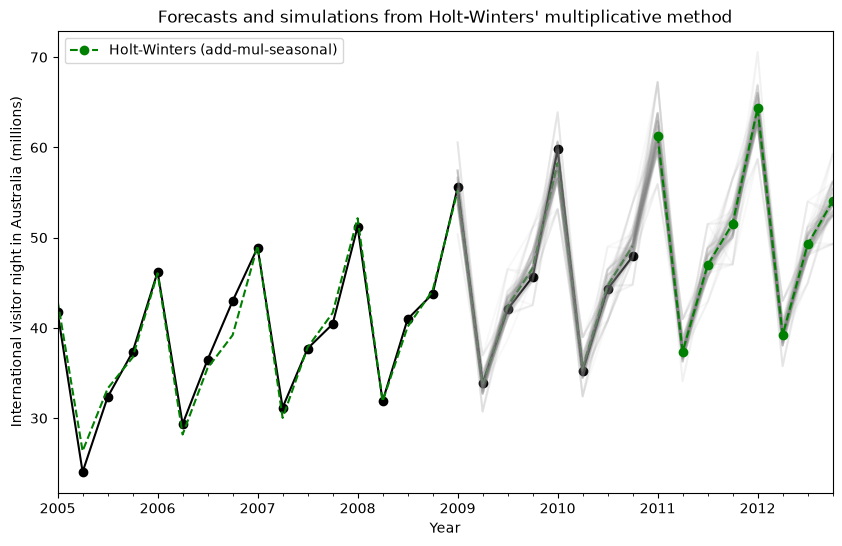 Forecasts and simulations from Holt-Winters' multiplicative method
Holt-Winters (add-mul-seasonal)
International visitor night in Australia (millions)
70
60
50
40
30
2005 2006 2007 2008 2009 2010 2011 2012
Year